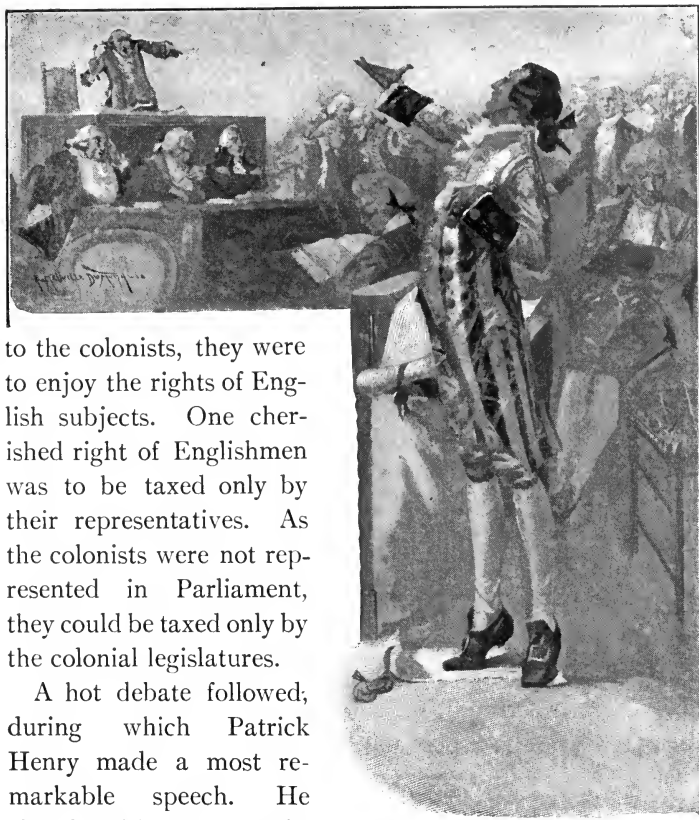 to the colonists, they were
to enjoy the rights of Eng-
lish subjects. One cher-
ished right of Englishmen
was to be taxed only by
their representatives. As
the colonists were not rep-
resented in Parliament,
they could be taxed only by
the colonial legislatures.
A hot debate followed,
during which Patrick
Henry made a most re-
markable speech. He